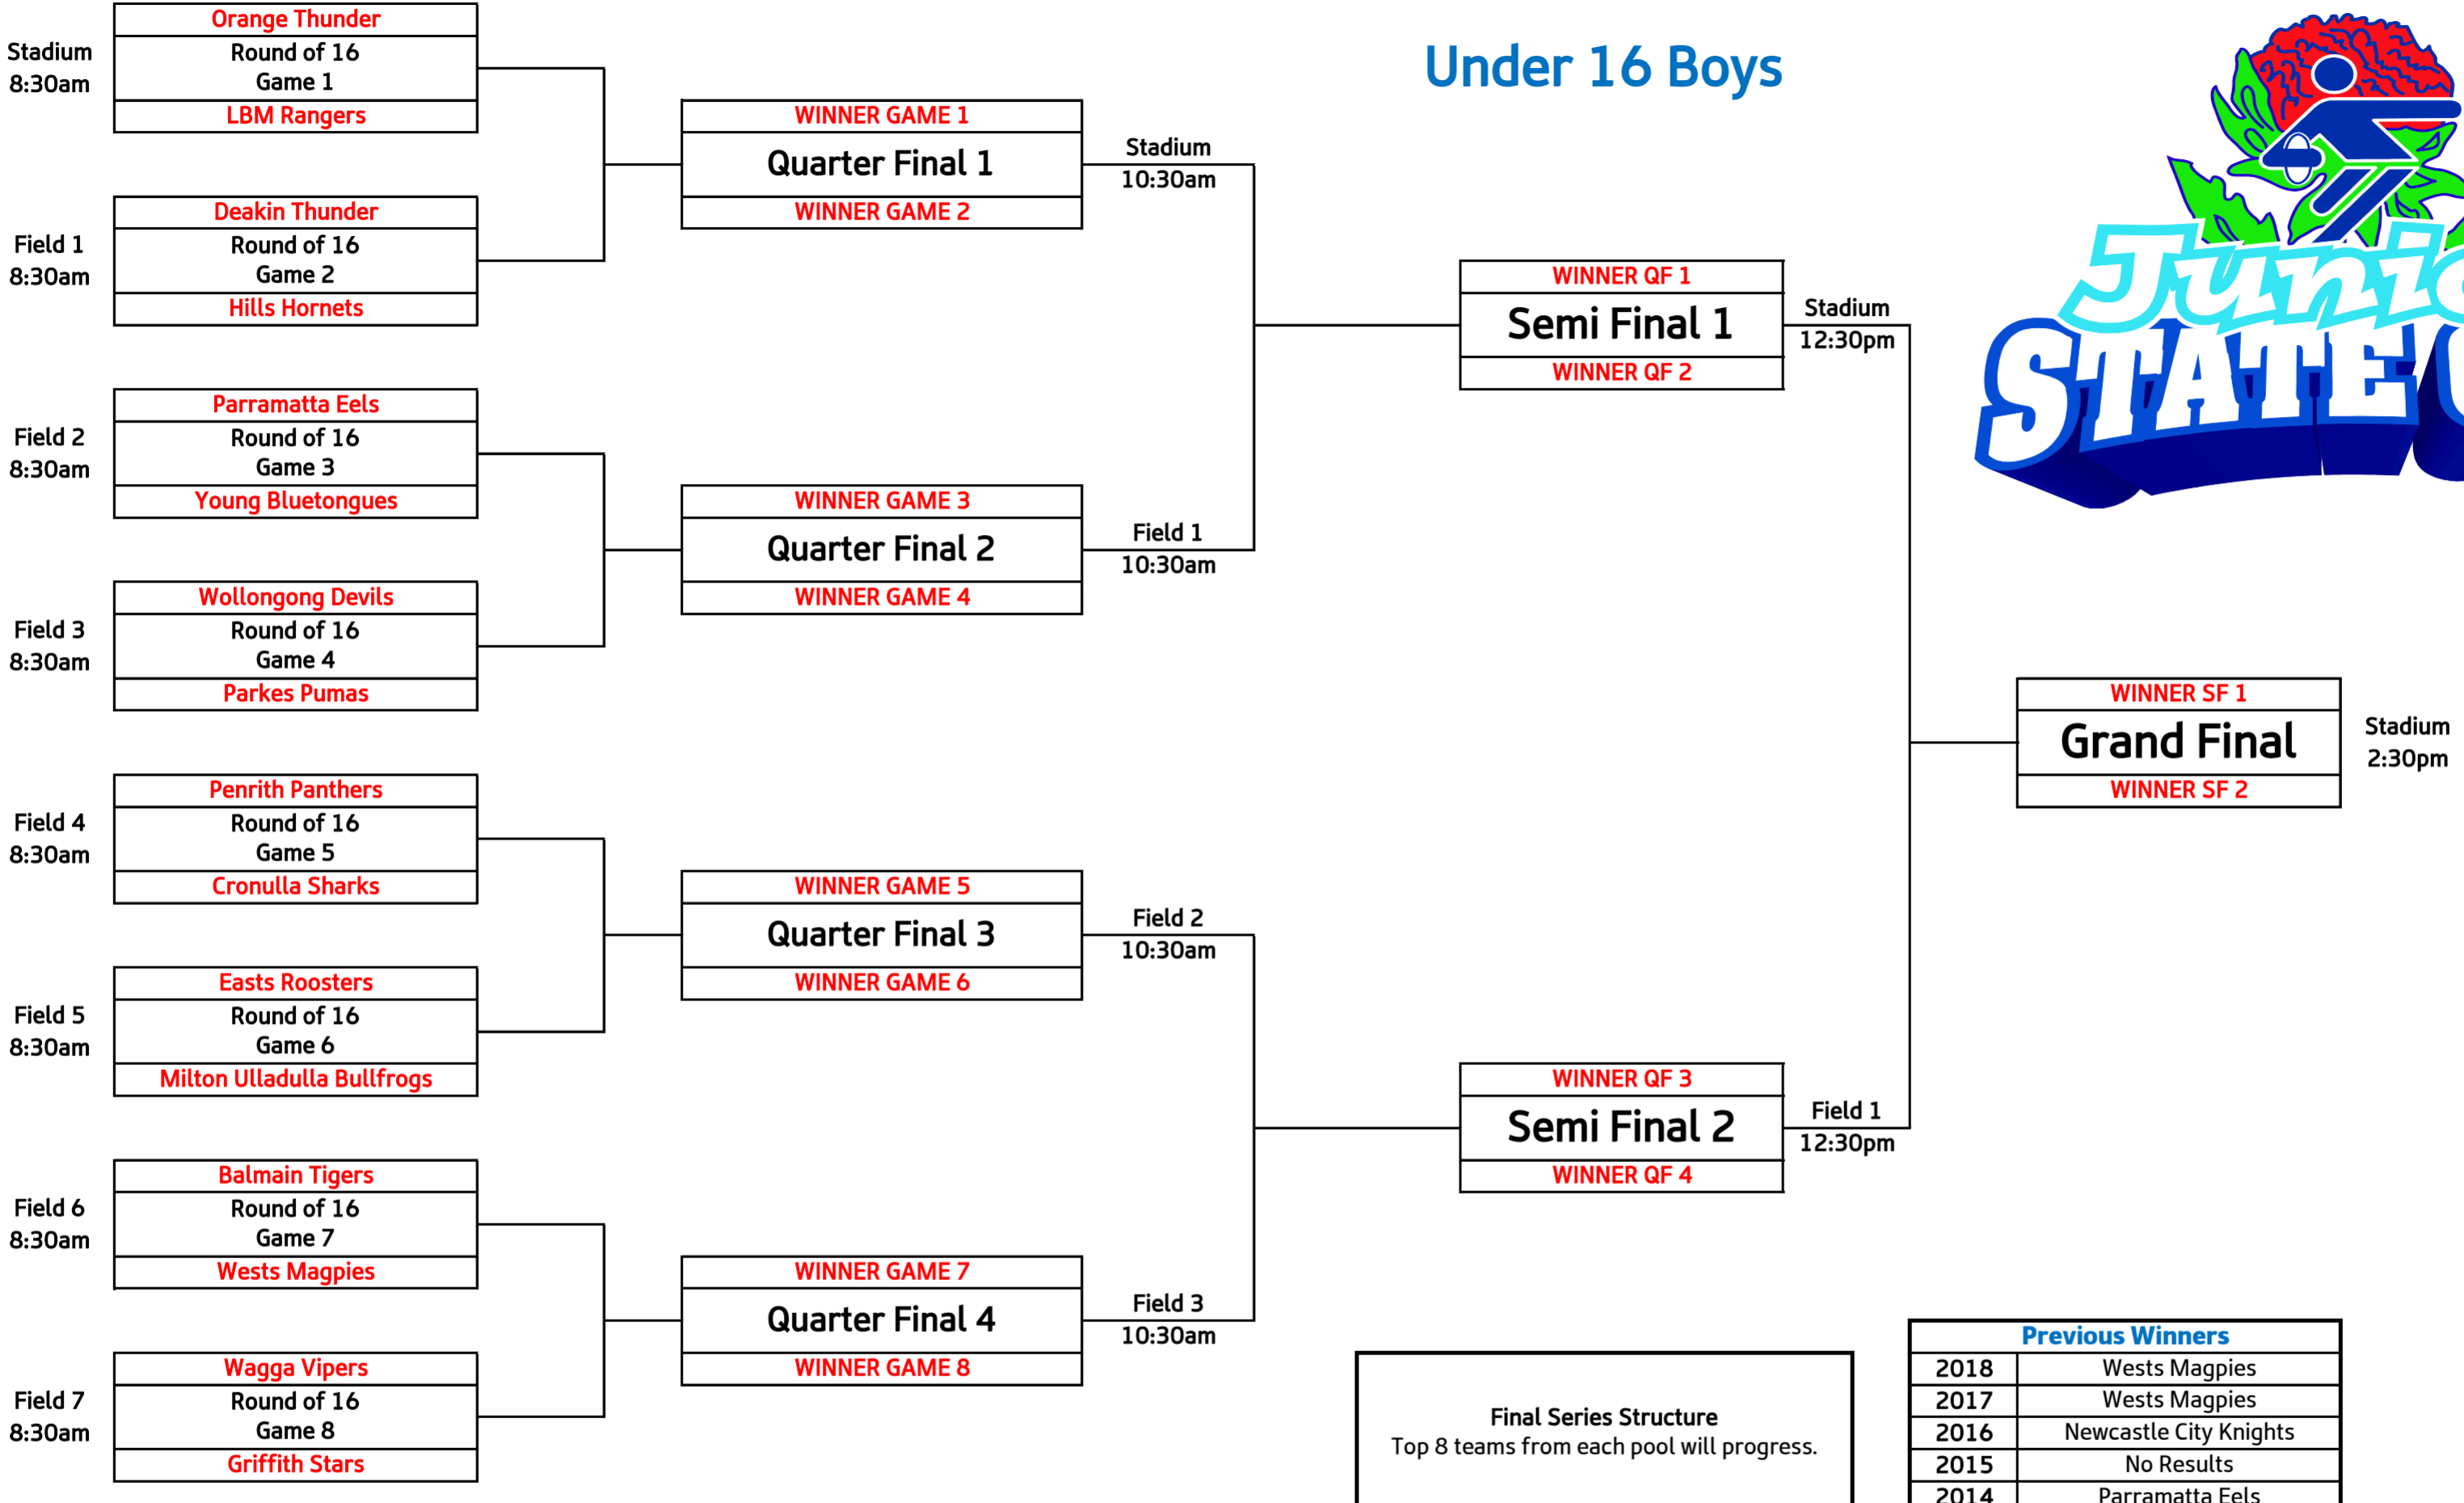 Under 16 Boys
Junio
STATE C
Orange Thunder
Stadium
8:30am
Round of 16
Game 1
LBM Rangers
Deakin Thunder
Field 1
8:30am
Round of 16
Game 2
Hills Hornets
Parramatta Eels
Field 2
8:30am
Round of 16
Game 3
Young Bluetongues
Wollongong Devils
Field 3
8:30am
Round of 16
Game 4
Parkes Pumas
Penrith Panthers
Field 4
8:30am
Round of 16
Game 5
Cronulla Sharks
Easts Roosters
Field 5
8:30am
Round of 16
Game 6
Milton Ulladulla Bullfrogs
Balmain Tigers
Field 6
8:30am
Round of 16
Game 7
Wests Magpies
Wagga Vipers
Field 7
8:30am
Round of 16
Game 8
Griffith Stars
WINNER GAME 1
Quarter Final 1
WINNER GAME 2
Stadium
10:30am
WINNER GAME 3
Quarter Final 2
WINNER GAME 4
Field 1
10:30am
WINNER GAME 5
Quarter Final 3
WINNER GAME 6
Field 2
10:30am
WINNER GAME 7
Quarter Final 4
WINNER GAME 8
Field 3
10:30am
WINNER QF 1
Semi Final 1
WINNER QF 2
Stadium
12:30pm
WINNER QF 3
Semi Final 2
WINNER QF 4
Field 1
12:30pm
WINNER SF 1
Grand Final
WINNER SF 2
Stadium
2:30pm
Final Series Structure
Top 8 teams from each pool will progress.
Previous Winners
2018 Wests Magpies
2017 Wests Magpies
2016 Newcastle City Knights
2015 No Results
2014 Parramatta Eels